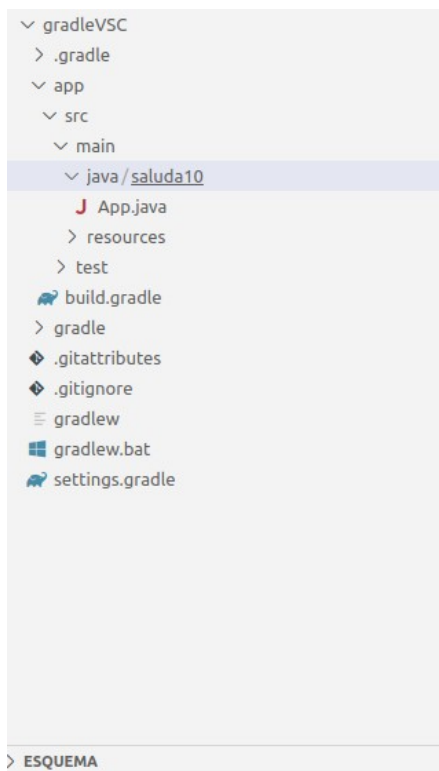 gradleVSC
.gradle
app
src
main
java/saluda10
App.java
resources
test
build.gradle
gradle
.gitattributes
.gitignore
gradlew
gradlew.bat
settings.gradle
ESQUEMA